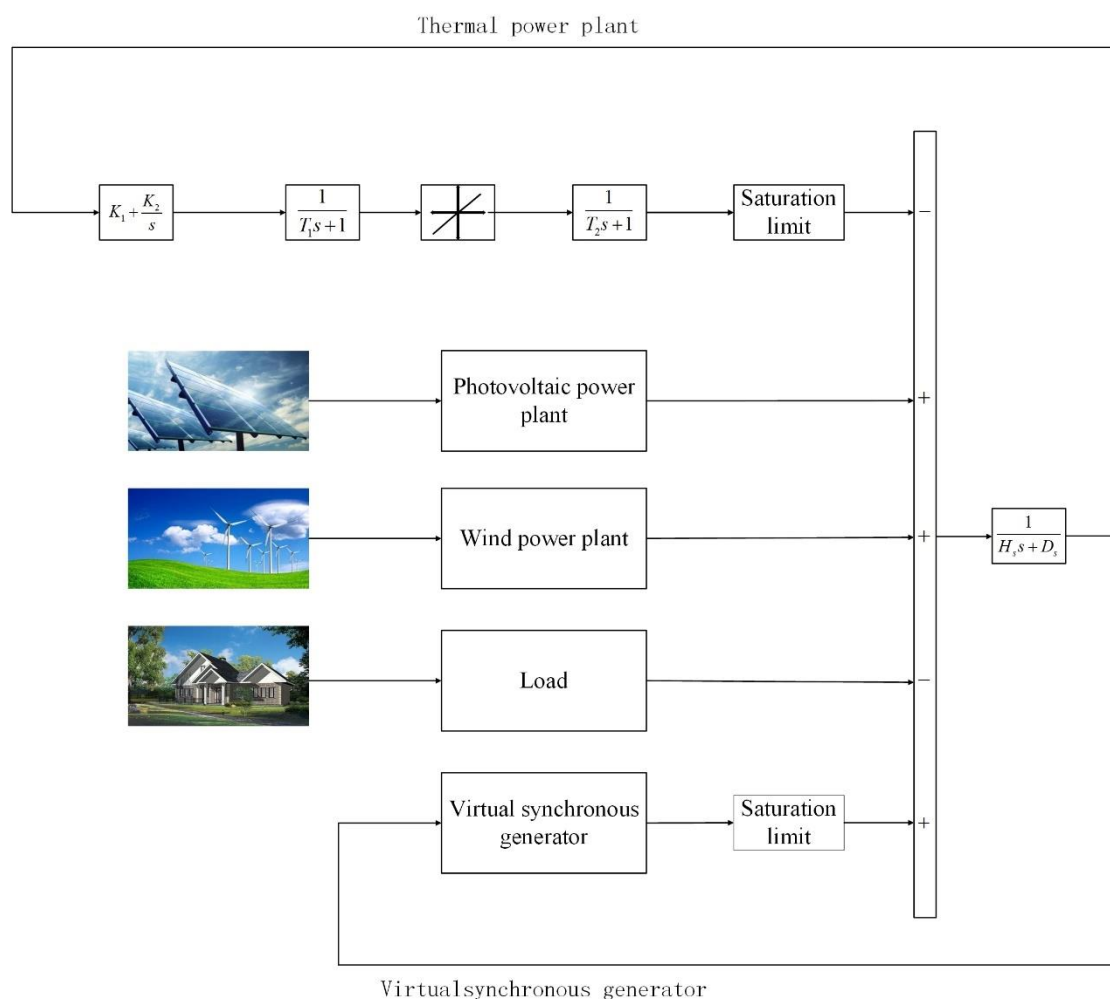 Thermal power plant
K₁ + K₂/s
1/(T₁s+1)
1/(T₂s+1)
Saturation
limit
−
Photovoltaic power
plant
+
Wind power plant
+
1/(Hₛs+Dₛ)
Load
−
Virtual synchronous
generator
Saturation
limit
+
Virtualsynchronous generator